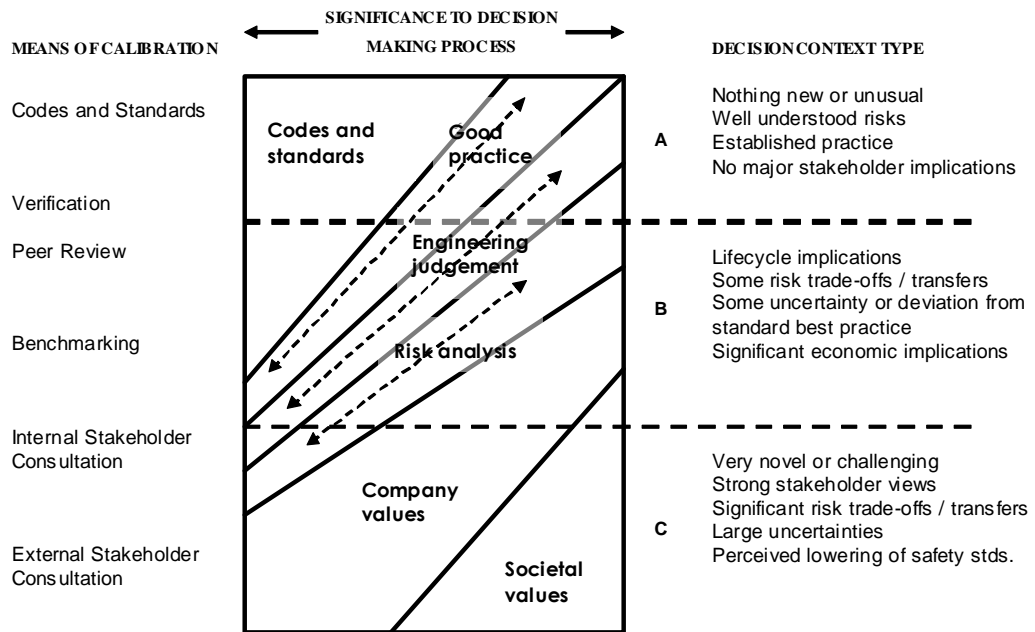 SIGNIFICANCE TO DECISION
MAKING PROCESS
MEANS OF CALIBRATION
Codes and Standards
Verification
Peer Review
Benchmarking
Internal Stakeholder
Consultation
External Stakeholder
Consultation
Codes and
standards
Good
practice
Engineering
judgement
Risk analysis
Company
values
Societal
values
DECISION CONTEXT TYPE
A
Nothing new or unusual
Well understood risks
Established practice
No major stakeholder implications
B
Lifecycle implications
Some risk trade-offs / transfers
Some uncertainty or deviation from
standard best practice
Significant economic implications
C
Very novel or challenging
Strong stakeholder views
Significant risk trade-offs / transfers
Large uncertainties
Perceived lowering of safety stds.